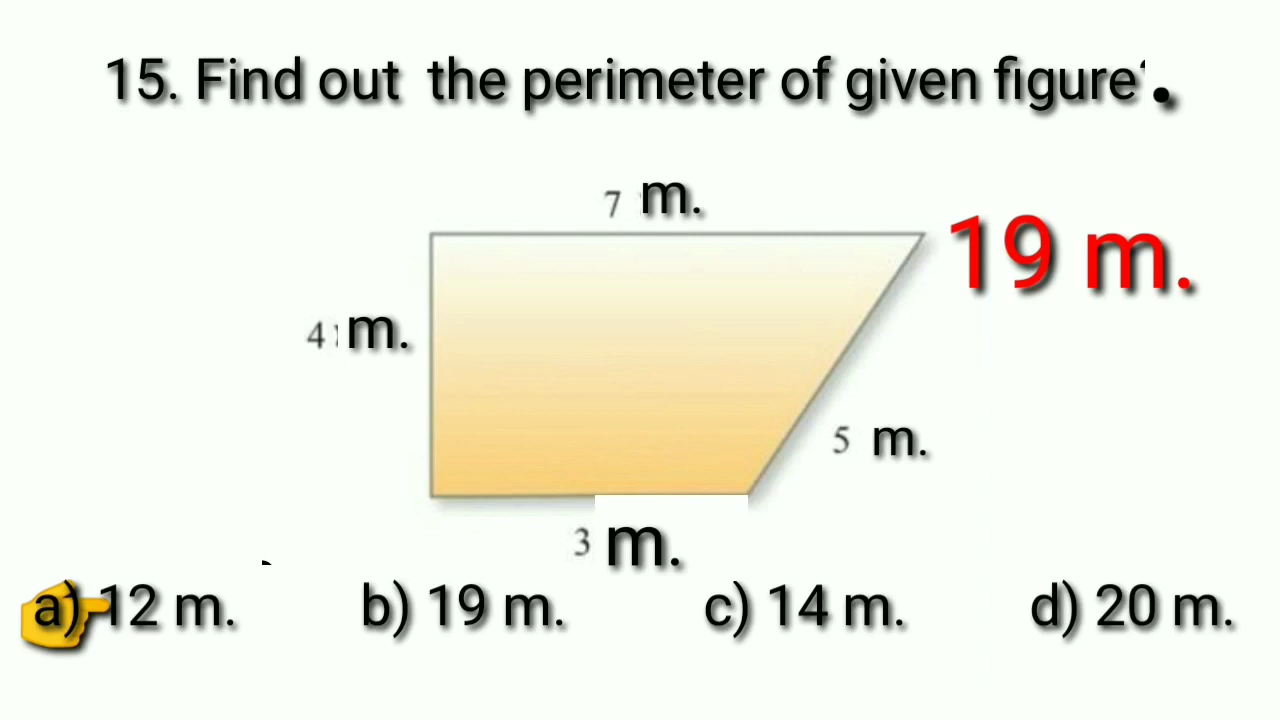 15. Find out the perimeter of given figure.
7 m.
19 m.
4 m.
5 m.
3 m.
a) 12 m. b) 19 m. c) 14 m. d) 20 m.